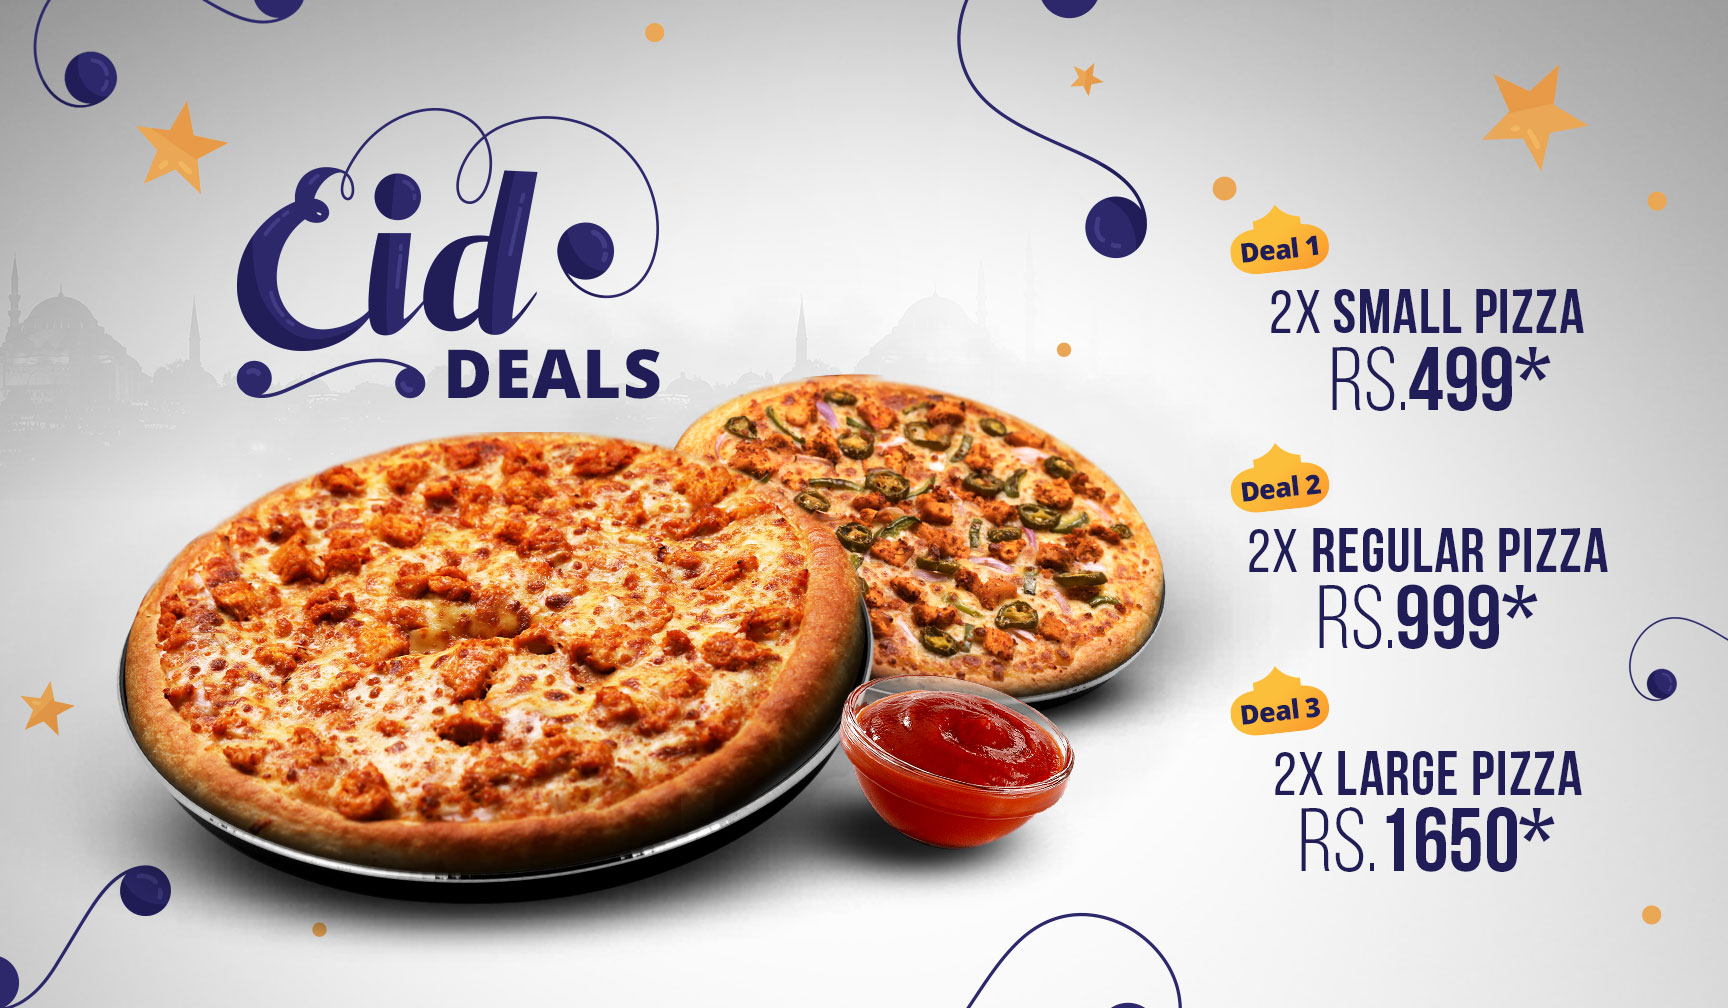 Eid
DEALS
Deal 1
2X SMALL PIZZA
RS.499*
Deal 2
2X REGULAR PIZZA
RS.999*
Deal 3
2X LARGE PIZZA
RS.1650*